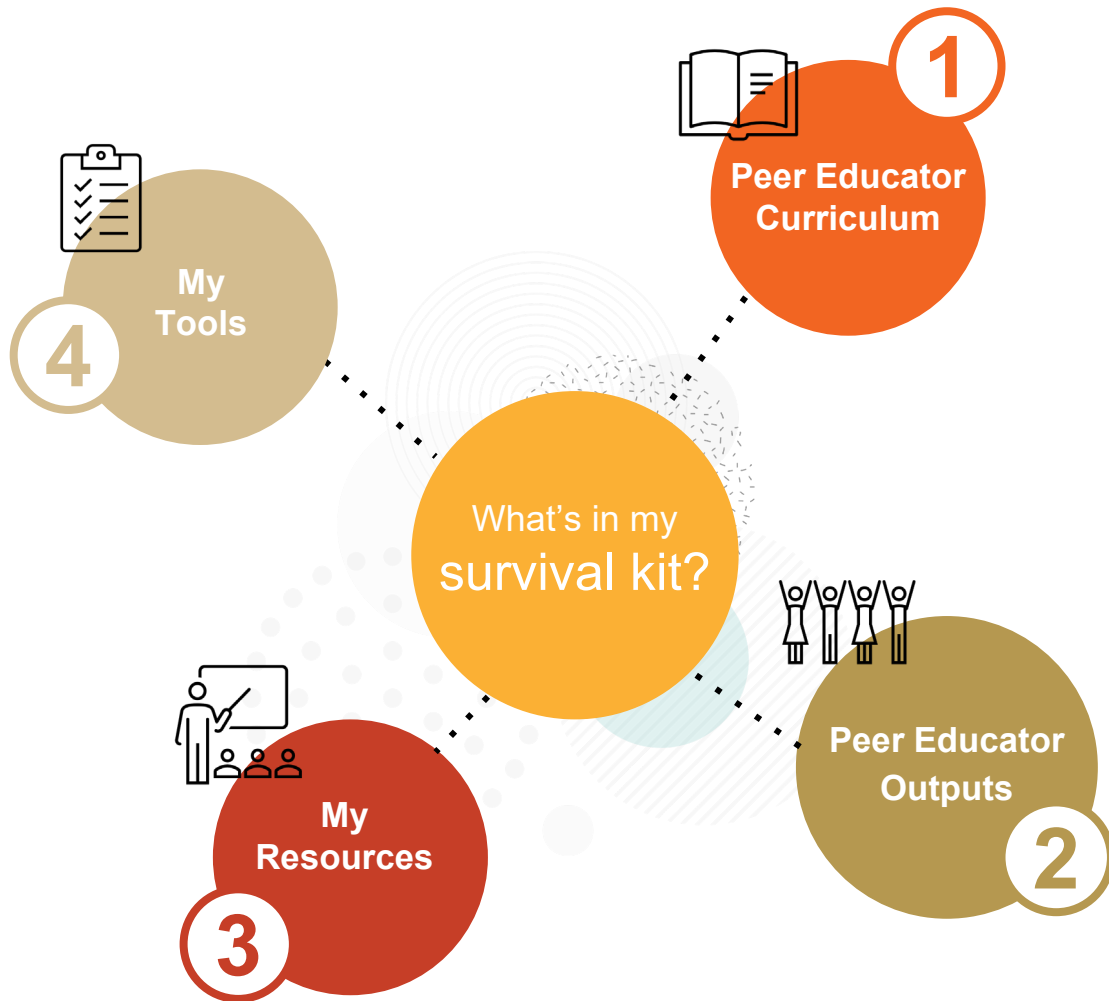 What's in my
survival kit?
1
Peer Educator
Curriculum
2
Peer Educator
Outputs
3
My
Resources
4
My
Tools